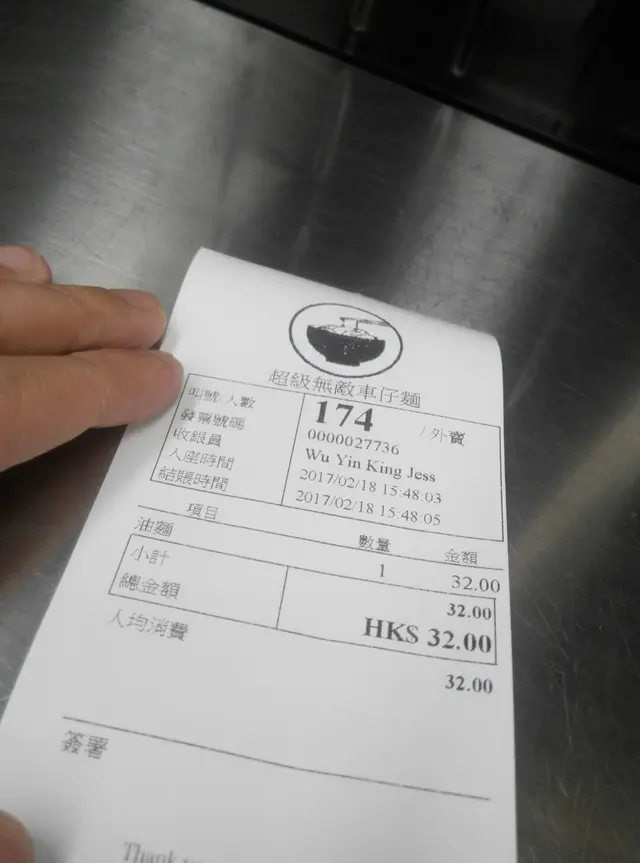 超級無敵車仔麵
叫號/人數 174 /外賣
發票號碼 0000027736
收銀員 Wu Yin King Jess
入座時間 2017/02/18 15:48:03
結賬時間 2017/02/18 15:48:05
項目 數量 金額
油麵 1 32.00
小計 32.00
總金額 HK$ 32.00
人均消費 32.00
簽署
Thank